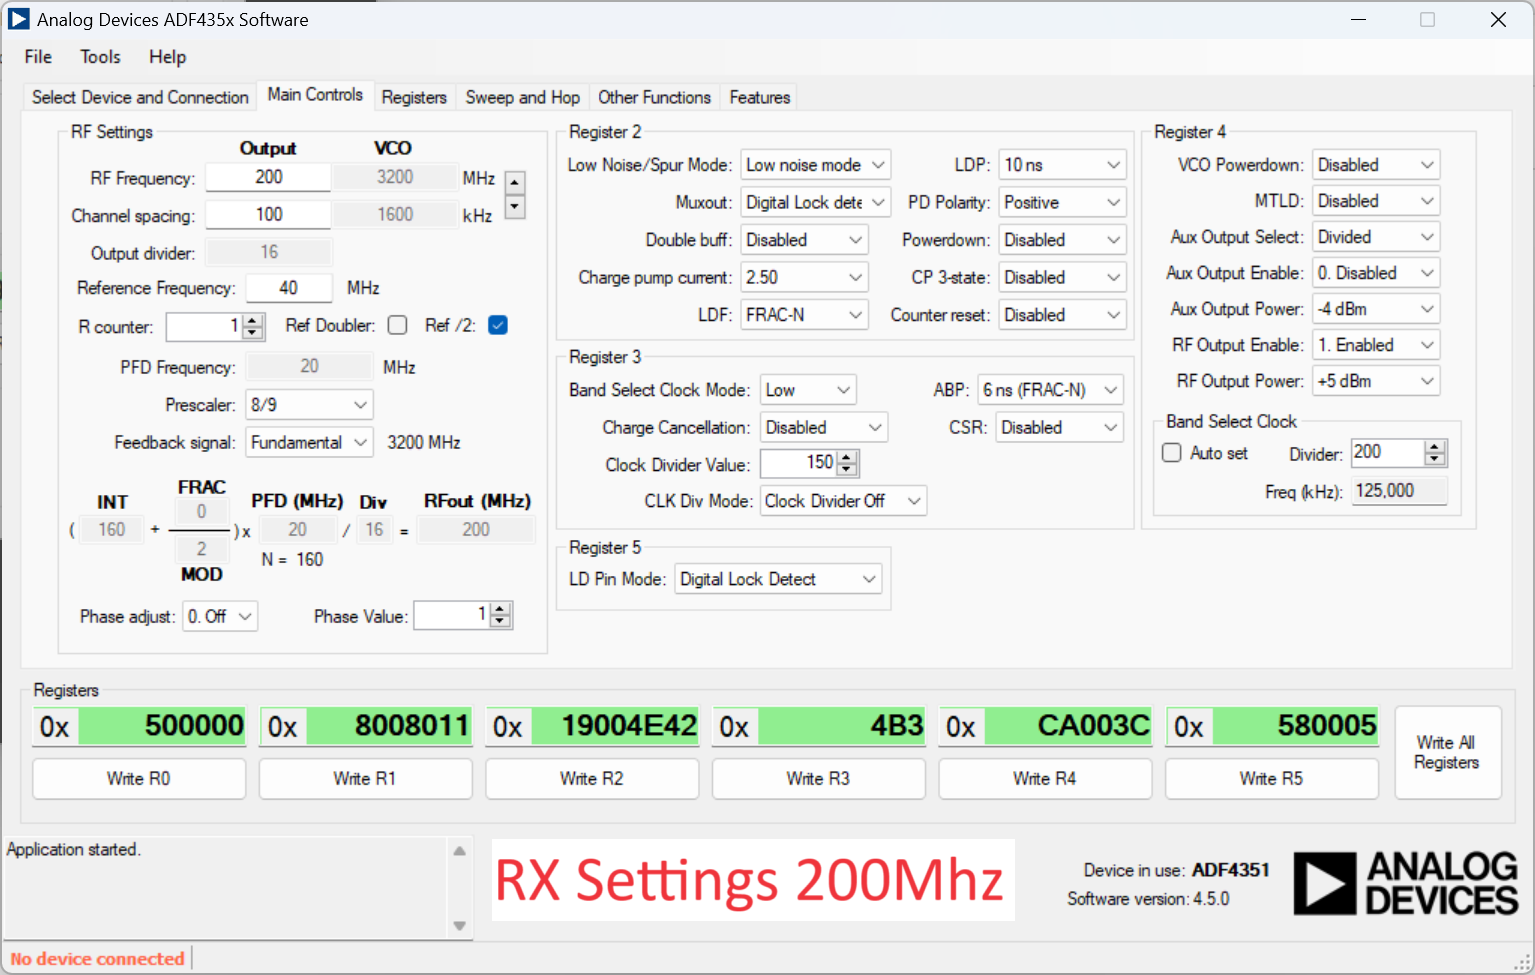 Analog Devices ADF435x Software
File Tools Help
Select Device and Connection Main Controls Registers Sweep and Hop Other Functions Features
RF Settings
Output VCO
RF Frequency: 200 3200 MHz
Channel spacing: 100 1600 kHz
Output divider: 16
Reference Frequency: 40 MHz
R counter: 1 Ref Doubler: Ref /2:
PFD Frequency: 20 MHz
Prescaler: 8/9
Feedback signal: Fundamental 3200 MHz
INT FRAC PFD (MHz) Div RFout (MHz)
( 160 + 0 / 2 ) x 20 / 16 = 200
MOD N = 160
Phase adjust: 0. Off Phase Value: 1
Register 2
Low Noise/Spur Mode: Low noise mode LDP: 10 ns
Muxout: Digital Lock dete PD Polarity: Positive
Double buff: Disabled Powerdown: Disabled
Charge pump current: 2.50 CP 3-state: Disabled
LDF: FRAC-N Counter reset: Disabled
Register 3
Band Select Clock Mode: Low ABP: 6 ns (FRAC-N)
Charge Cancellation: Disabled CSR: Disabled
Clock Divider Value: 150
CLK Div Mode: Clock Divider Off
Register 5
LD Pin Mode: Digital Lock Detect
Register 4
VCO Powerdown: Disabled
MTLD: Disabled
Aux Output Select: Divided
Aux Output Enable: 0. Disabled
Aux Output Power: -4 dBm
RF Output Enable: 1. Enabled
RF Output Power: +5 dBm
Band Select Clock
Auto set Divider: 200
Freq (kHz): 125,000
Registers
0x 500000 0x 8008011 0x 19004E42 0x 4B3 0x CA003C 0x 580005
Write R0 Write R1 Write R2 Write R3 Write R4 Write R5
Write All
Registers
Application started.
RX Settings 200Mhz
Device in use: ADF4351
Software version: 4.5.0
ANALOG
DEVICES
No device connected